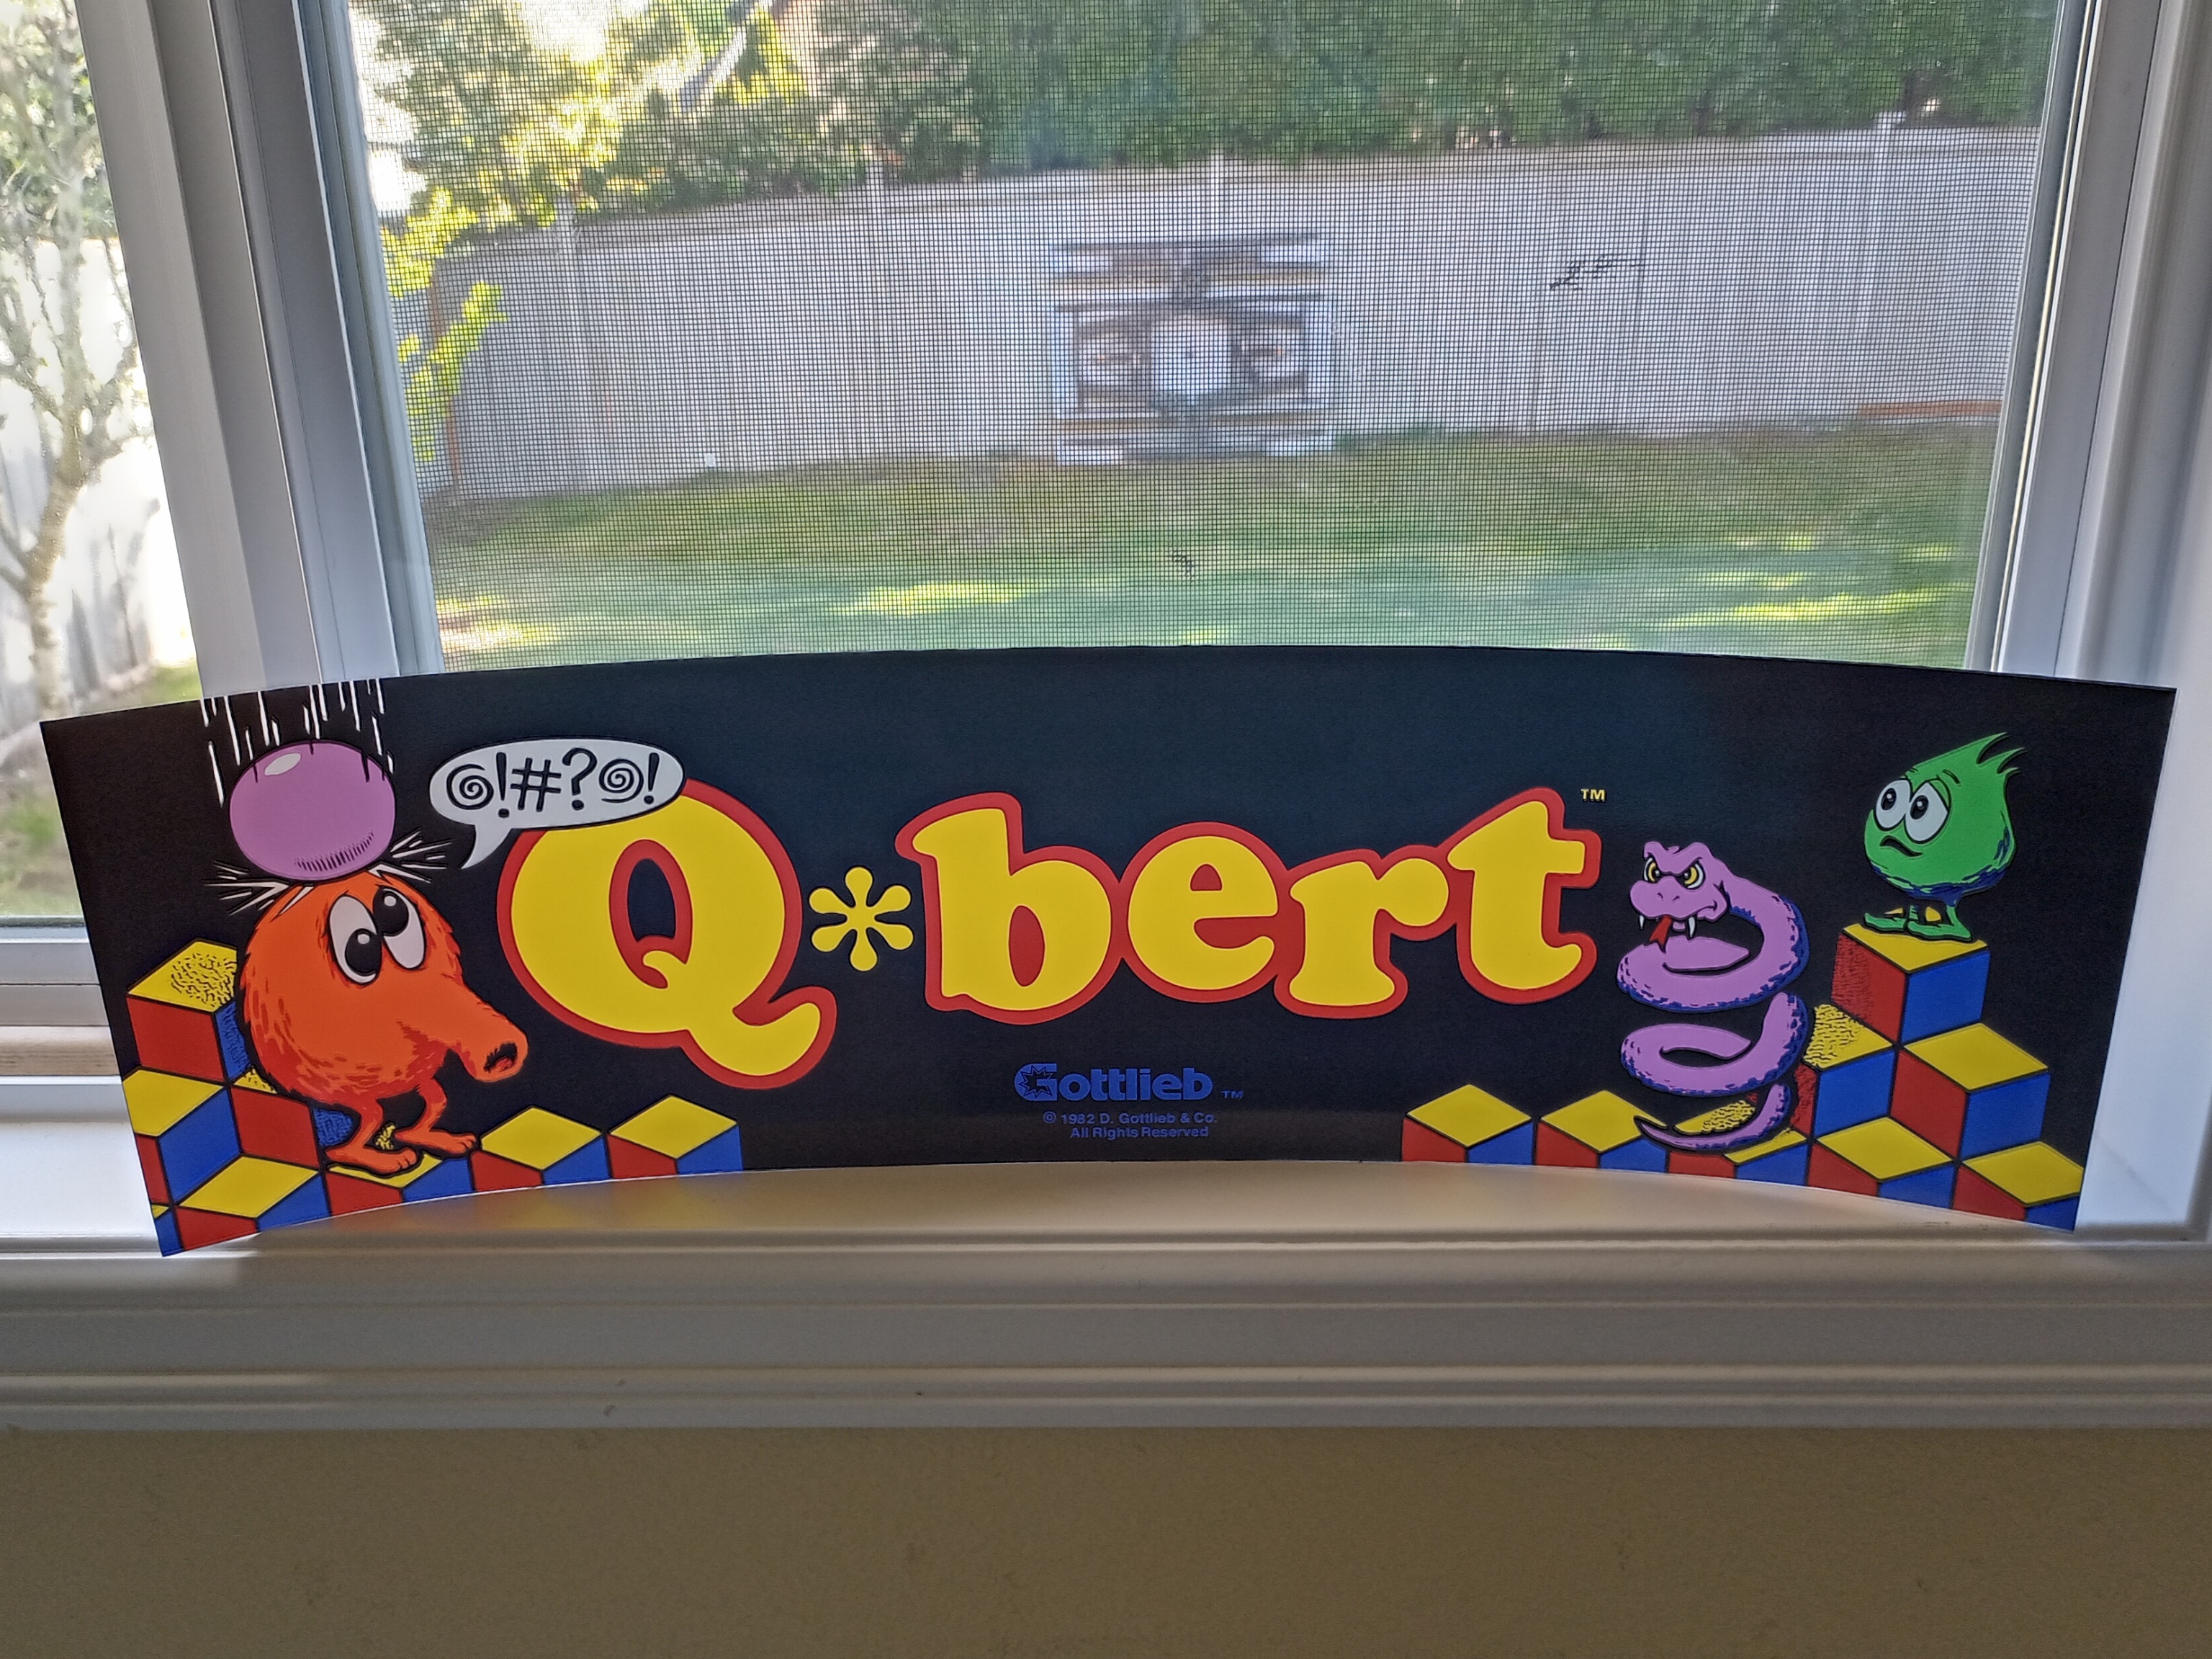 @!#?@!
Q*bert™
Gottlieb™
© 1982 D. Gottlieb & Co.
All Rights Reserved